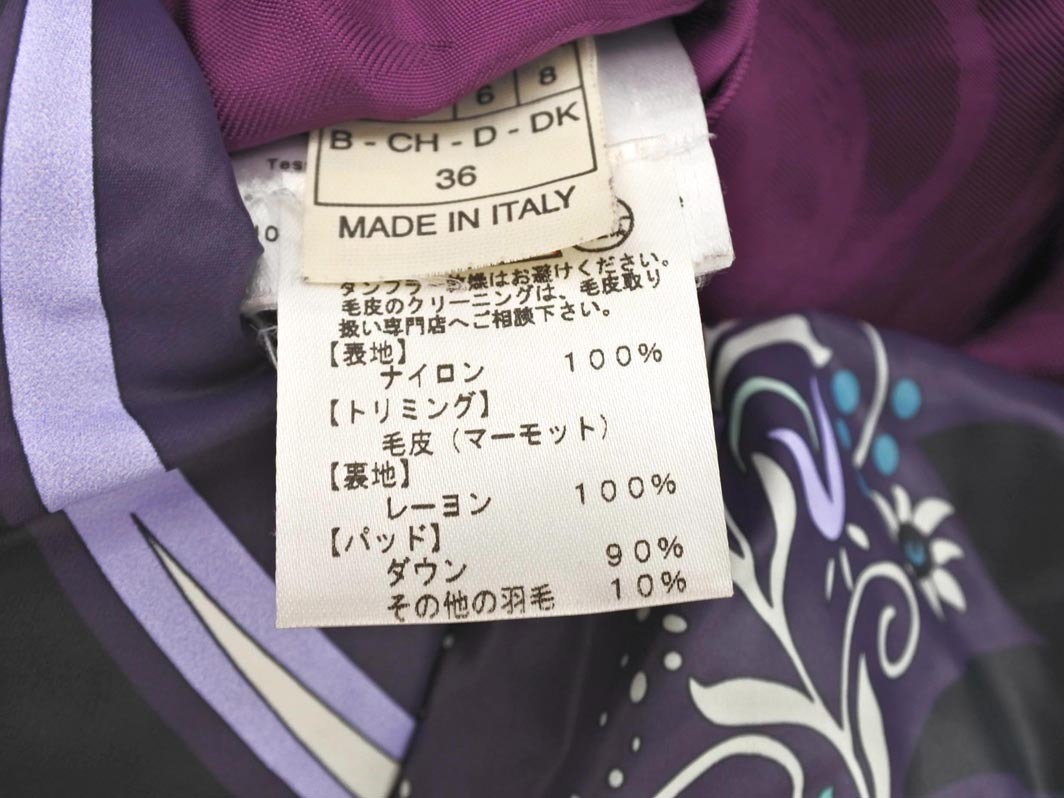 6 8
B - CH - D - DK
36
MADE IN ITALY
Tes
10
タンブラー乾燥はお避けください。
毛皮のクリーニングは、毛皮取り
扱い専門店へご相談下さい。
【表地】
ナイロン 100%
【トリミング】
毛皮(マーモット)
【裏地】
レーヨン 100%
【パッド】
ダウン 90%
その他の羽毛 10%